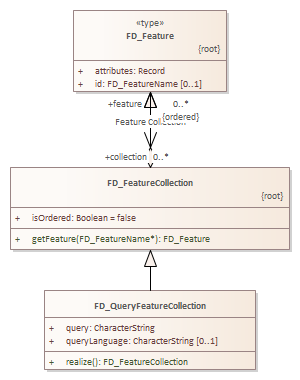 «type»
FD_Feature
{root}
+ attributes: Record
+ id: FD_FeatureName [0..1]
+feature 0..*
{ordered}
Feature Collection
+collection 0..*
FD_FeatureCollection
{root}
+ isOrdered: Boolean = false
+ getFeature(FD_FeatureName*): FD_Feature
FD_QueryFeatureCollection
+ query: CharacterString
+ queryLanguage: CharacterString [0..1]
+ realize(): FD_FeatureCollection